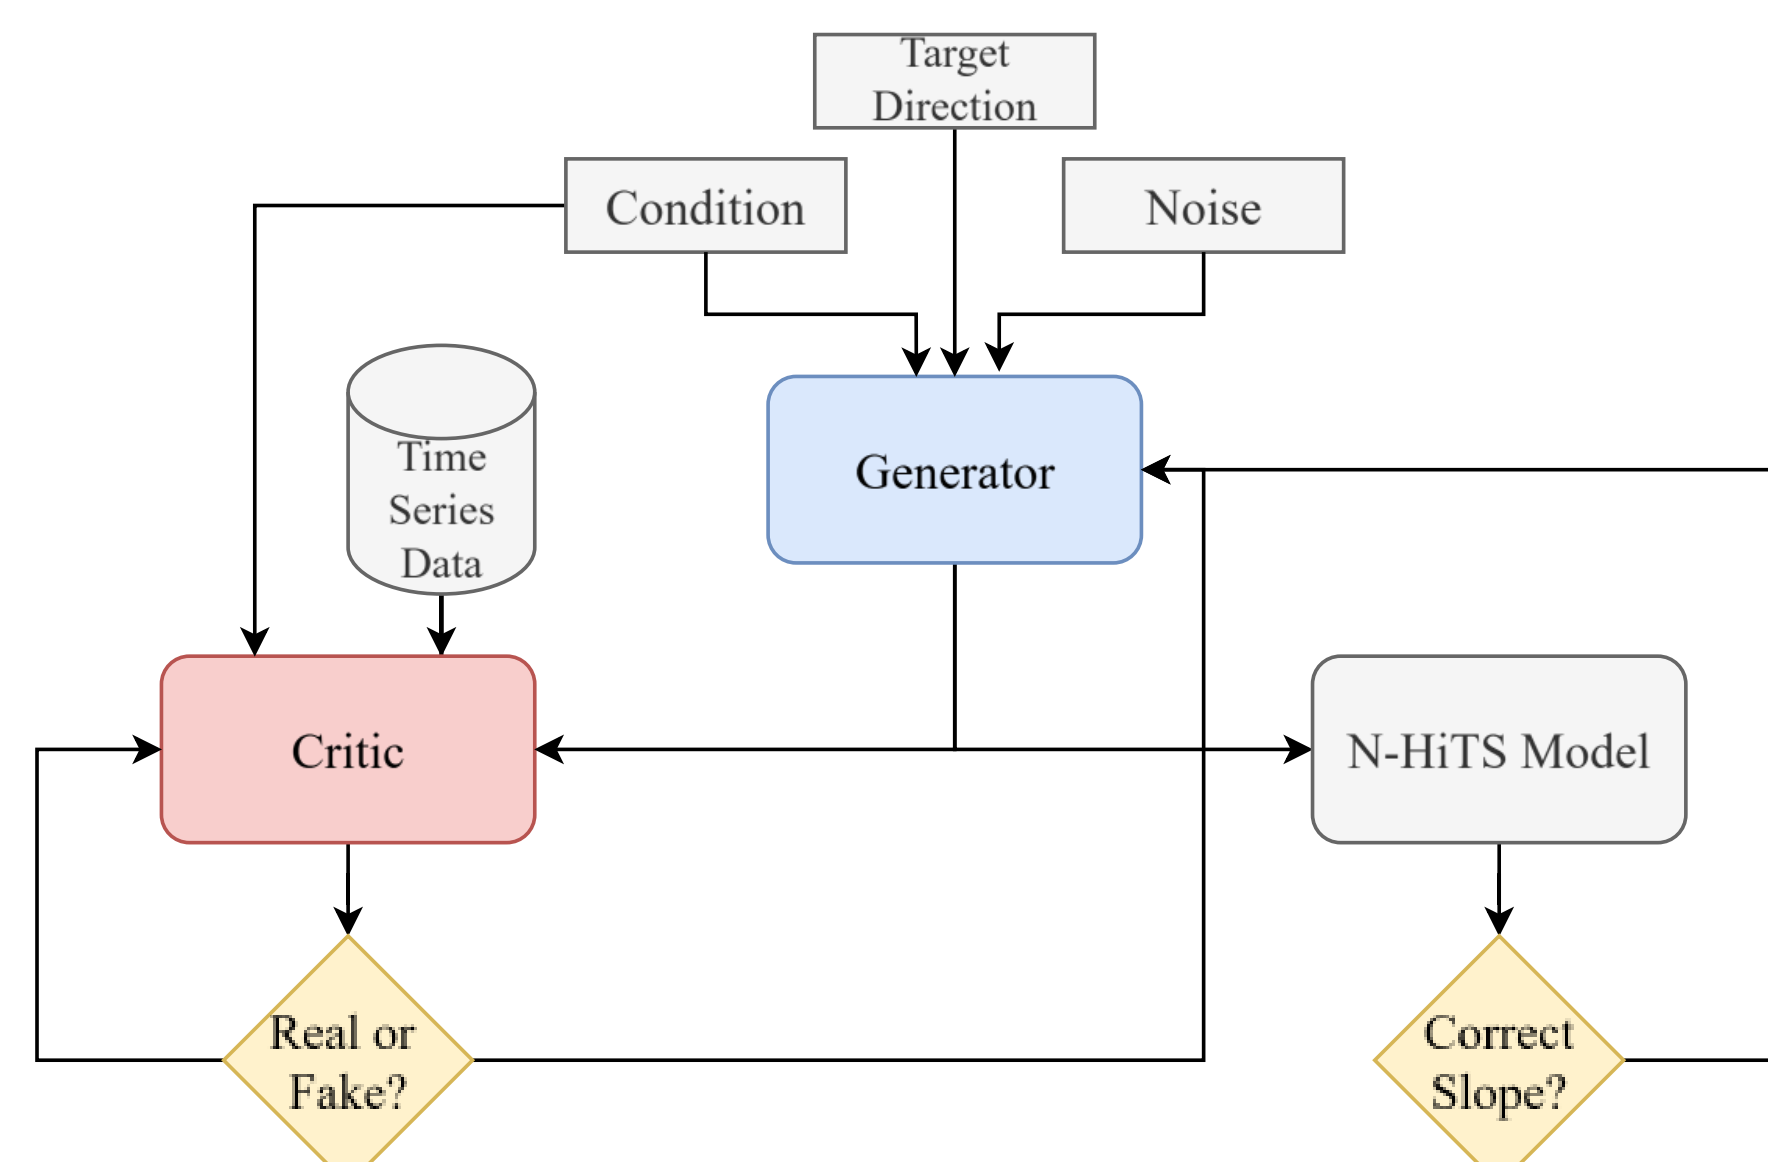 Target
Direction
Condition
Noise
Time
Series
Data
Generator
Critic
N-HiTS Model
Real or
Fake?
Correct
Slope?